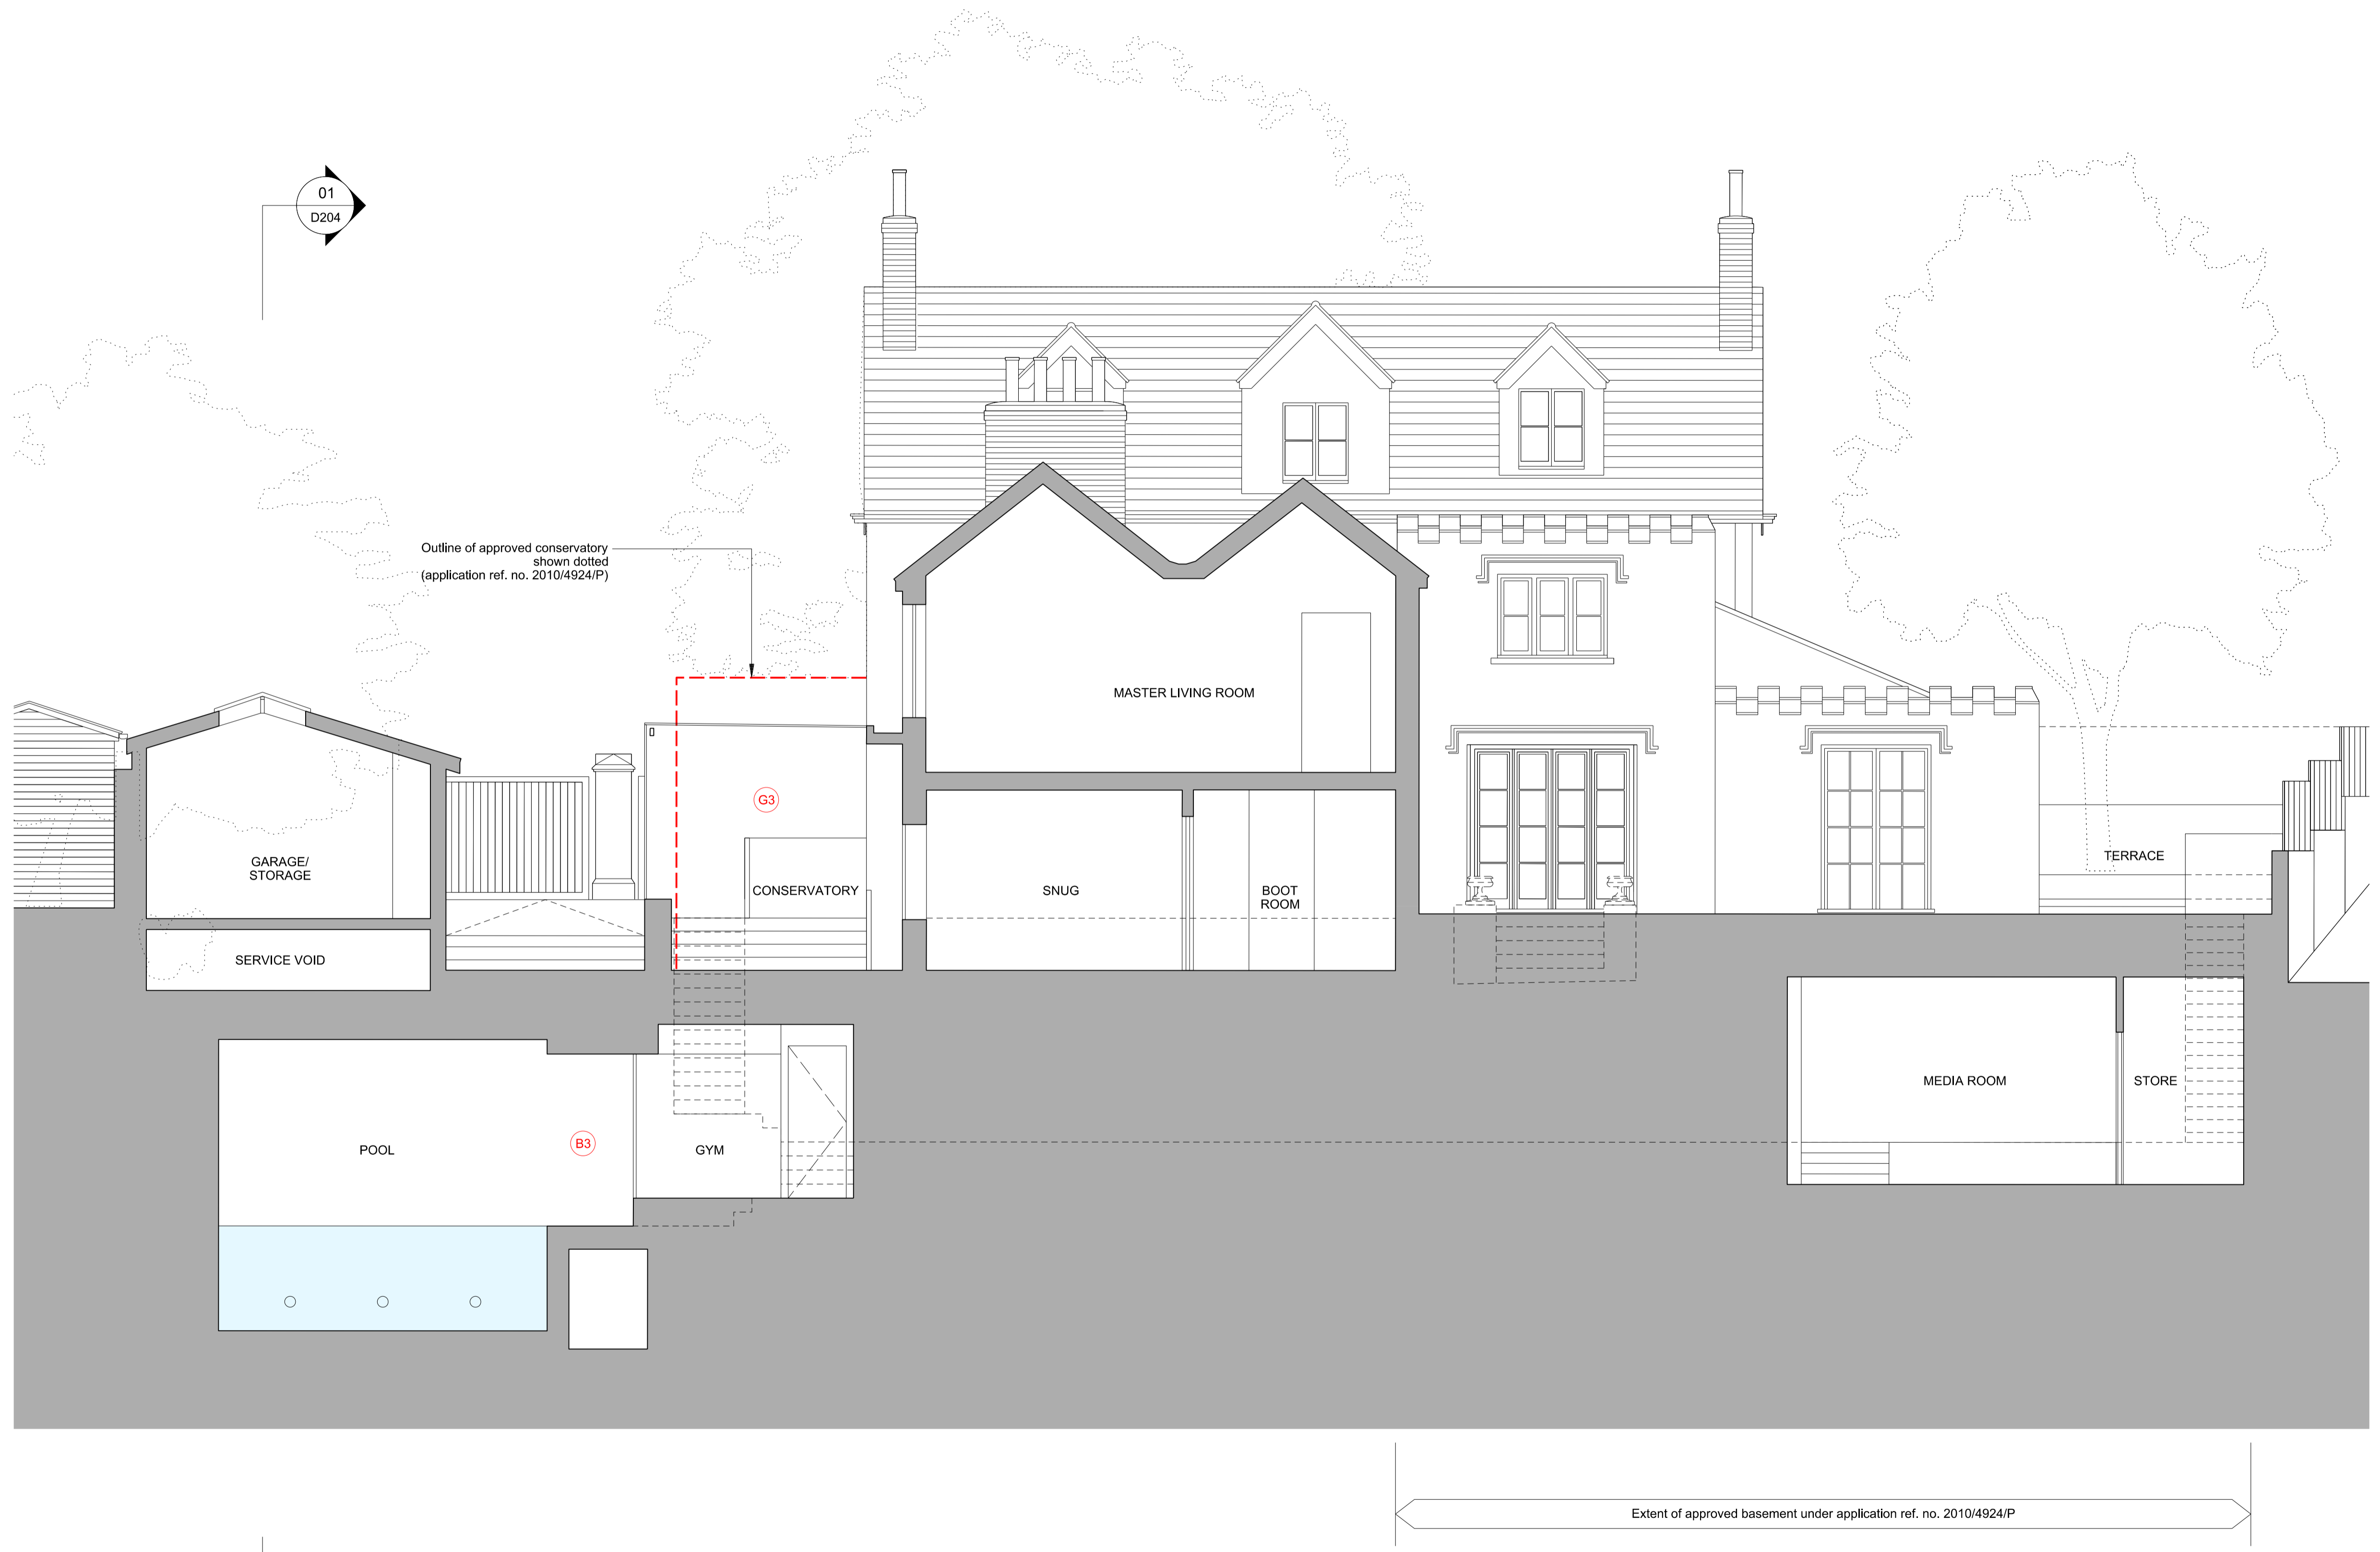 01
D204
Outline of approved conservatory
shown dotted
(application ref. no. 2010/4924/P)
MASTER LIVING ROOM
G3
GARAGE/
STORAGE
CONSERVATORY
SNUG
BOOT
ROOM
TERRACE
SERVICE VOID
MEDIA ROOM
STORE
POOL
B3
GYM
Extent of approved basement under application ref. no. 2010/4924/P